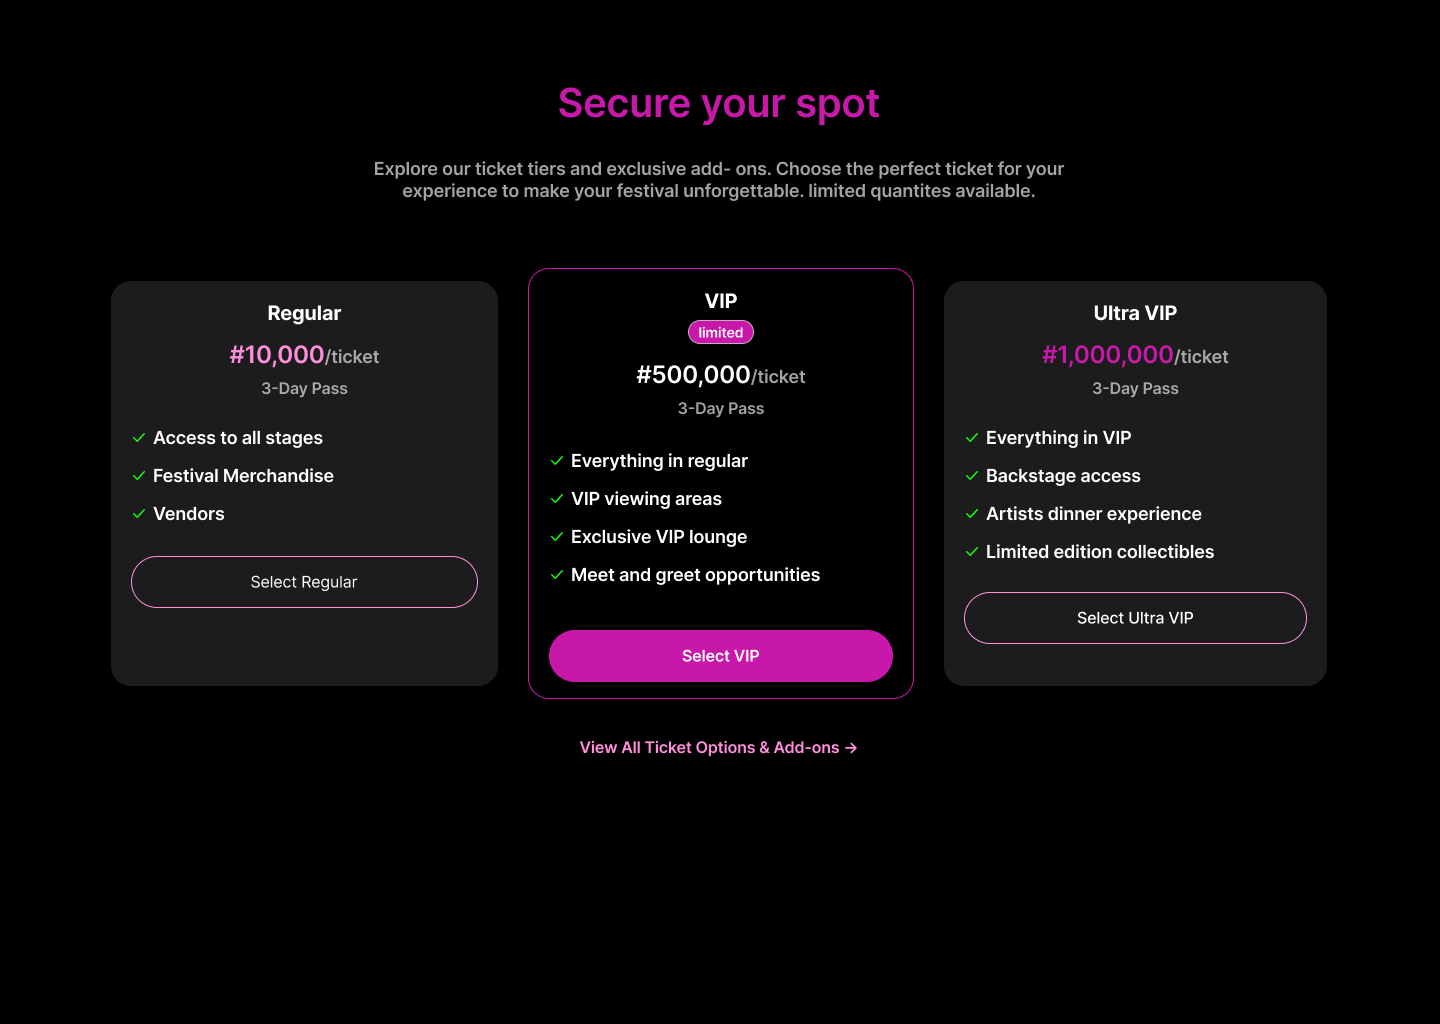 Secure your spot
Explore our ticket tiers and exclusive add- ons. Choose the perfect ticket for your
experience to make your festival unforgettable. limited quantites available.
Regular
#10,000/ticket
3-Day Pass
Access to all stages
Festival Merchandise
Vendors
Select Regular
VIP
limited
#500,000/ticket
3-Day Pass
Everything in regular
VIP viewing areas
Exclusive VIP lounge
Meet and greet opportunities
Select VIP
Ultra VIP
#1,000,000/ticket
3-Day Pass
Everything in VIP
Backstage access
Artists dinner experience
Limited edition collectibles
Select Ultra VIP
View All Ticket Options & Add-ons →